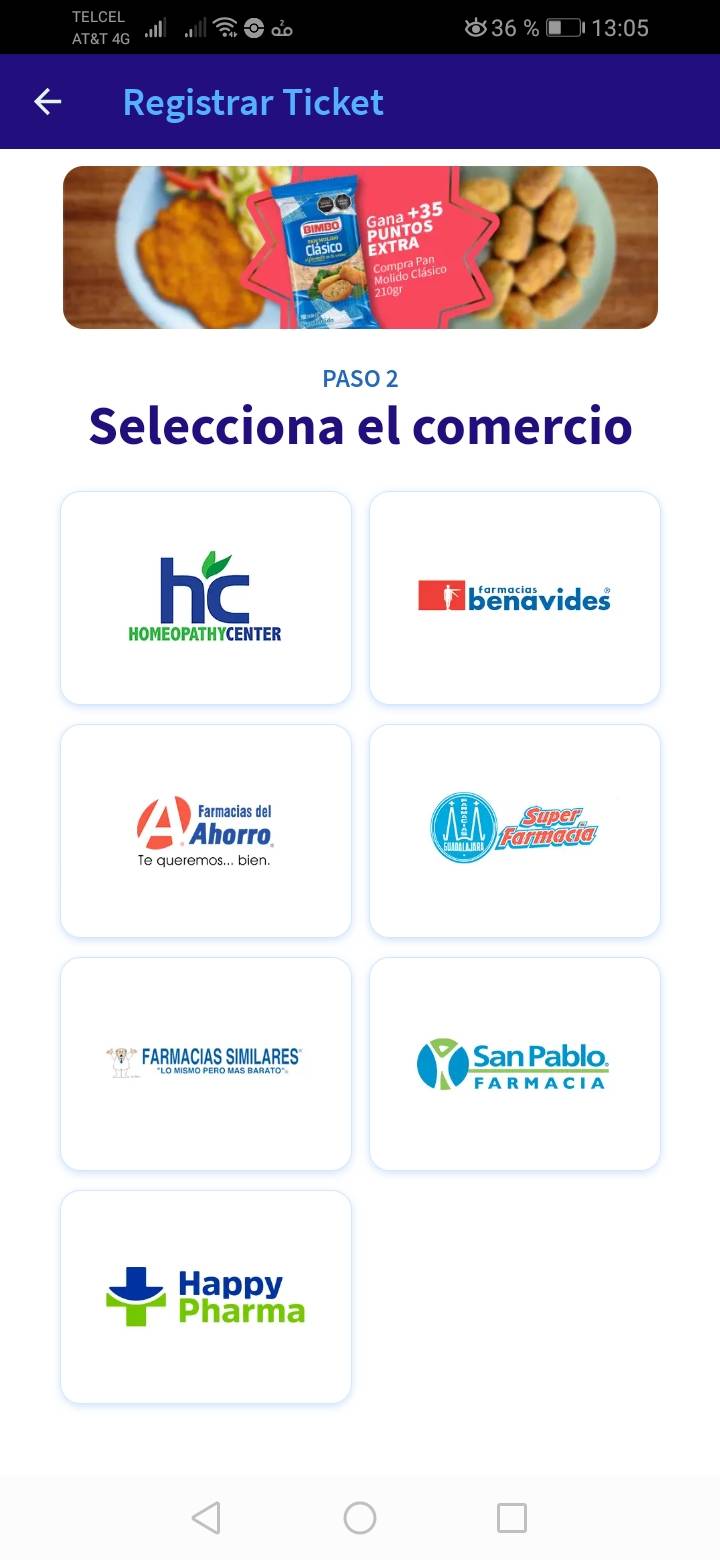 TELCEL
AT&T 4G
36 %
13:05
Registrar Ticket
BIMBO
Clásico
Gana +35
PUNTOS
EXTRA
Compra Pan
Molido Clásico
210gr
PASO 2
Selecciona el comercio
hc
HOMEOPATHYCENTER
farmacias
benavides®
A Farmacias del
Ahorro
Te queremos... bien.
FARMACIAS
GUADALAJARA
Super
Farmacia
FARMACIAS SIMILARES
"LO MISMO PERO MAS BARATO"
San Pablo
FARMACIA
Happy
Pharma